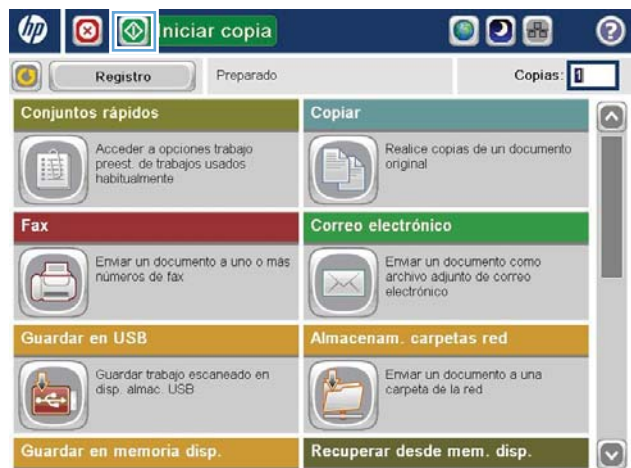 hp
Iniciar copia
?
Registro
Preparado
Copias: 1
Conjuntos rápidos
Acceder a opciones trabajo
preest. de trabajos usados
habitualmente
Copiar
Realice copias de un documento
original
Fax
Enviar un documento a uno o más
números de fax
Correo electrónico
Enviar un documento como
archivo adjunto de correo
electrónico
Guardar en USB
Guardar trabajo escaneado en
disp. almac. USB
Almacenam. carpetas red
Enviar un documento a una
carpeta de la red
Guardar en memoria disp.
Recuperar desde mem. disp.